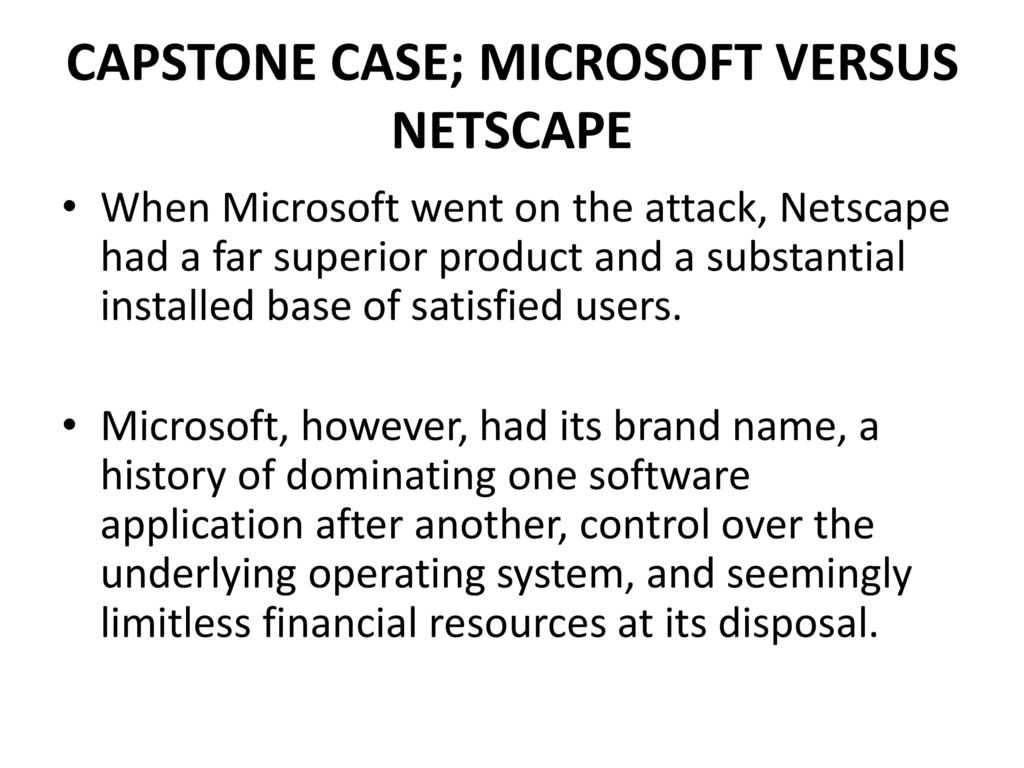 CAPSTONE CASE; MICROSOFT VERSUS
NETSCAPE
• When Microsoft went on the attack, Netscape
had a far superior product and a substantial
installed base of satisfied users.
• Microsoft, however, had its brand name, a
history of dominating one software
application after another, control over the
underlying operating system, and seemingly
limitless financial resources at its disposal.